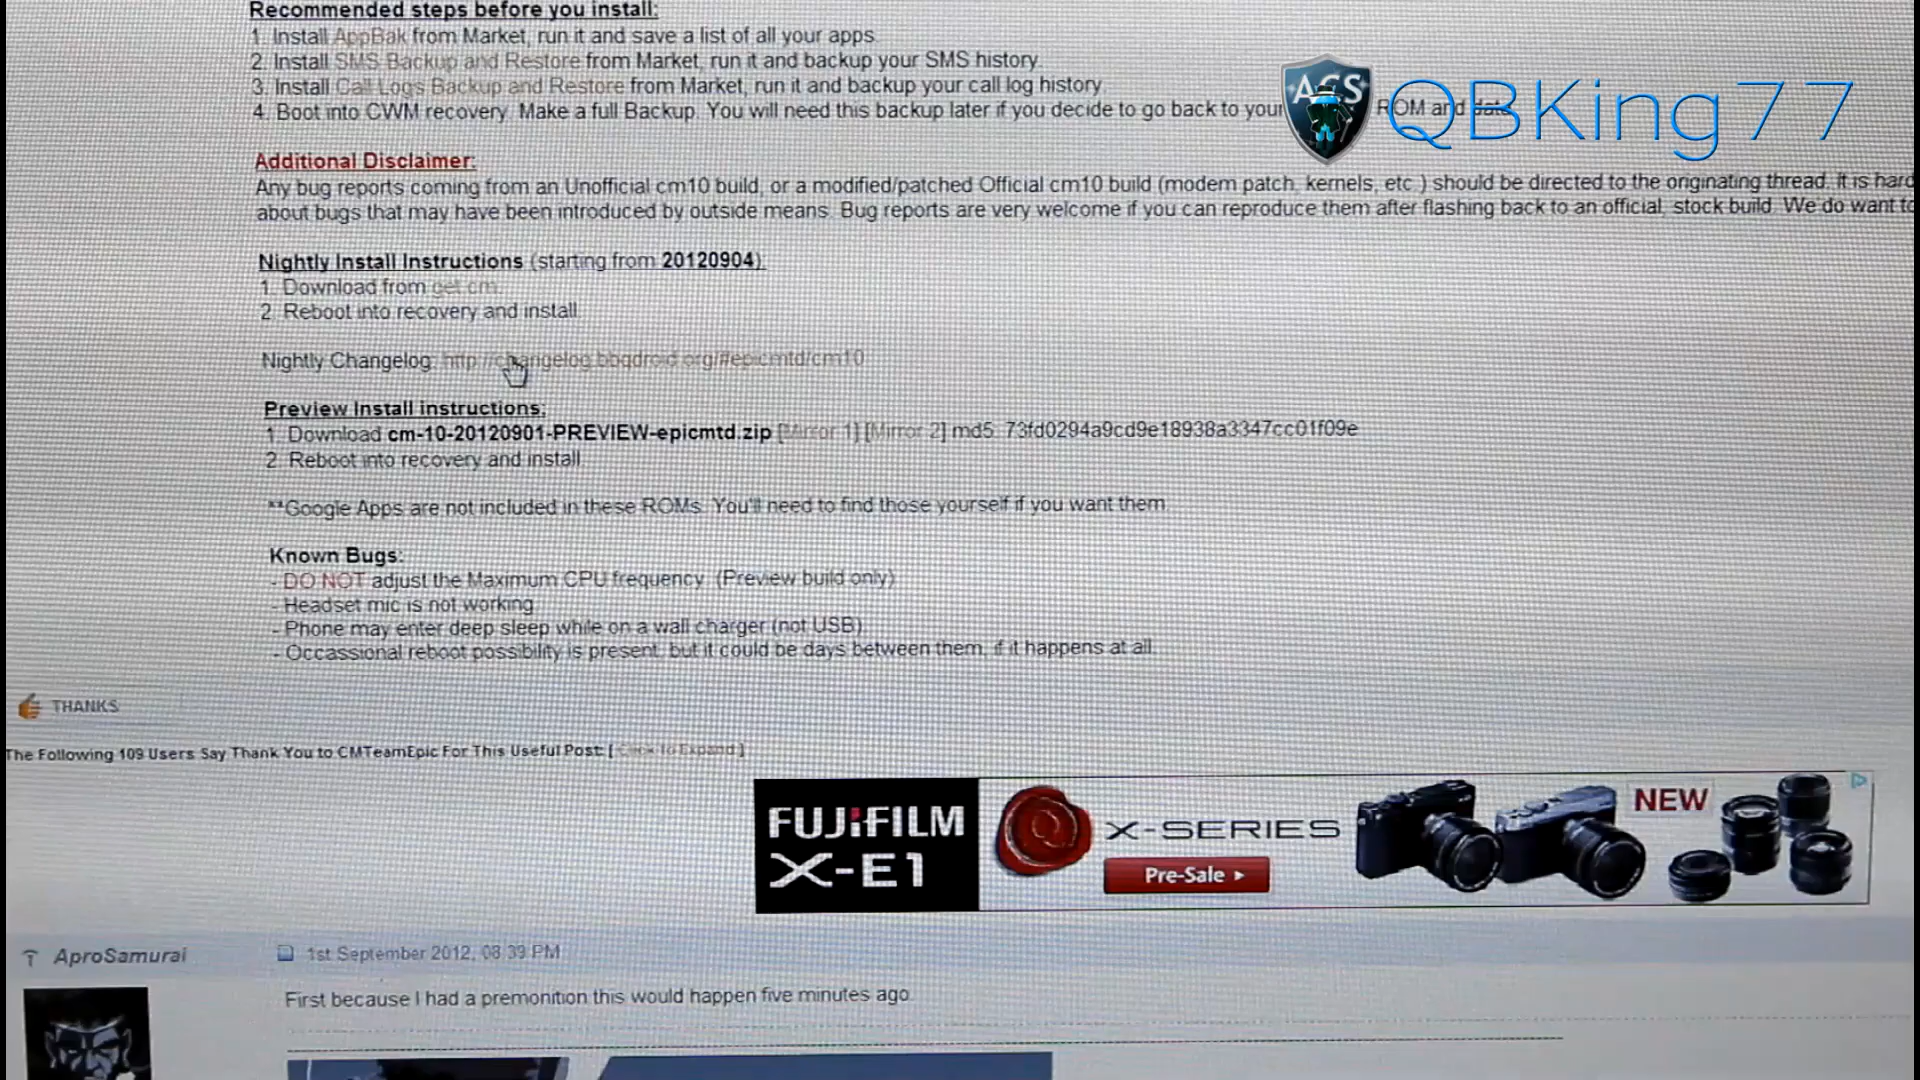 Recommended steps before you install:
1. Install AppBak from Market, run it and save a list of all your apps.
2. Install SMS Backup and Restore from Market, run it and backup your SMS history.
3. Install Call Logs Backup and Restore from Market, run it and backup your call log history.
4. Boot into CWM recovery. Make a full Backup. You will need this backup later if you decide to go back to your ROM and data
ACS QBKing77
Additional Disclaimer:
Any bug reports coming from an Unofficial cm10 build, or a modified/patched Official cm10 build (modem patch, kernels, etc.) should be directed to the originating thread. It is hard
about bugs that may have been introduced by outside means. Bug reports are very welcome if you can reproduce them after flashing back to an official, stock build. We do want to
Nightly Install Instructions (starting from 20120904)
1. Download from get.cm
2. Reboot into recovery and install
Nightly Changelog: http://changelog.bbqdroid.org/#epicmtd/cm10
Preview Install instructions:
1. Download cm-10-20120901-PREVIEW-epicmtd.zip [Mirror 1] [Mirror 2] md5: 73fd0294a9cd9e18938a3347cc01f09e
2. Reboot into recovery and install
**Google Apps are not included in these ROMs. You'll need to find those yourself if you want them.
Known Bugs:
- DO NOT adjust the Maximum CPU frequency. (Preview build only)
- Headset mic is not working
- Phone may enter deep sleep while on a wall charger (not USB)
- Occassional reboot possibility is present, but it could be days between them, if it happens at all.
THANKS
The Following 109 Users Say Thank You to CMTeamEpic For This Useful Post: [ Click to Expand ]
FUJIFILM
X-E1
X-SERIES
Pre-Sale
NEW
AproSamurai
1st September 2012, 08:39 PM
First because I had a premonition this would happen five minutes ago.